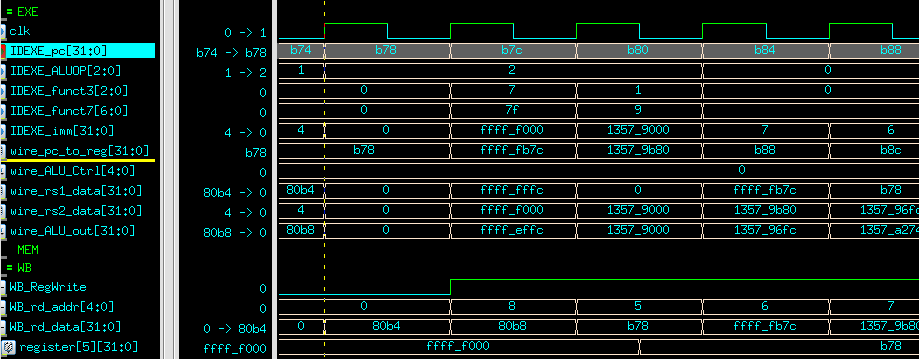 = EXE
clk 0 -> 1
IDEXE_pc[31:0] b74 -> b78 b74 b78 b7c b80 b84 b88
IDEXE_ALUOP[2:0] 1 -> 2 1 2 0
IDEXE_funct3[2:0] 0 0 7 1 0
IDEXE_funct7[6:0] 0 0 7f 9 0
IDEXE_imm[31:0] 4 -> 0 4 0 ffff_f000 1357_9000 7 6
wire_pc_to_reg[31:0] b78 b78 ffff_fb7c 1357_9b80 b88 b8c
wire_ALU_Ctrl[4:0] 0 0
wire_rs1_data[31:0] 80b4 -> 0 80b4 0 ffff_fffc 0 ffff_fb7c b78
wire_rs2_data[31:0] 4 -> 0 4 0 ffff_f000 1357_9b80 1357_96fc
wire_ALU_out[31:0] 80b8 -> 0 80b8 0 ffff_effc 1357_9000 1357_96fc 1357_a274
MEM
= WB
WB_RegWrite 0
WB_rd_addr[4:0] 0 0 8 5 6 7
WB_rd_data[31:0] 0 -> 80b4 0 80b4 80b8 b78 ffff_fb7c 1357_9b80
register[5][31:0] ffff_f000 ffff_f000 b78